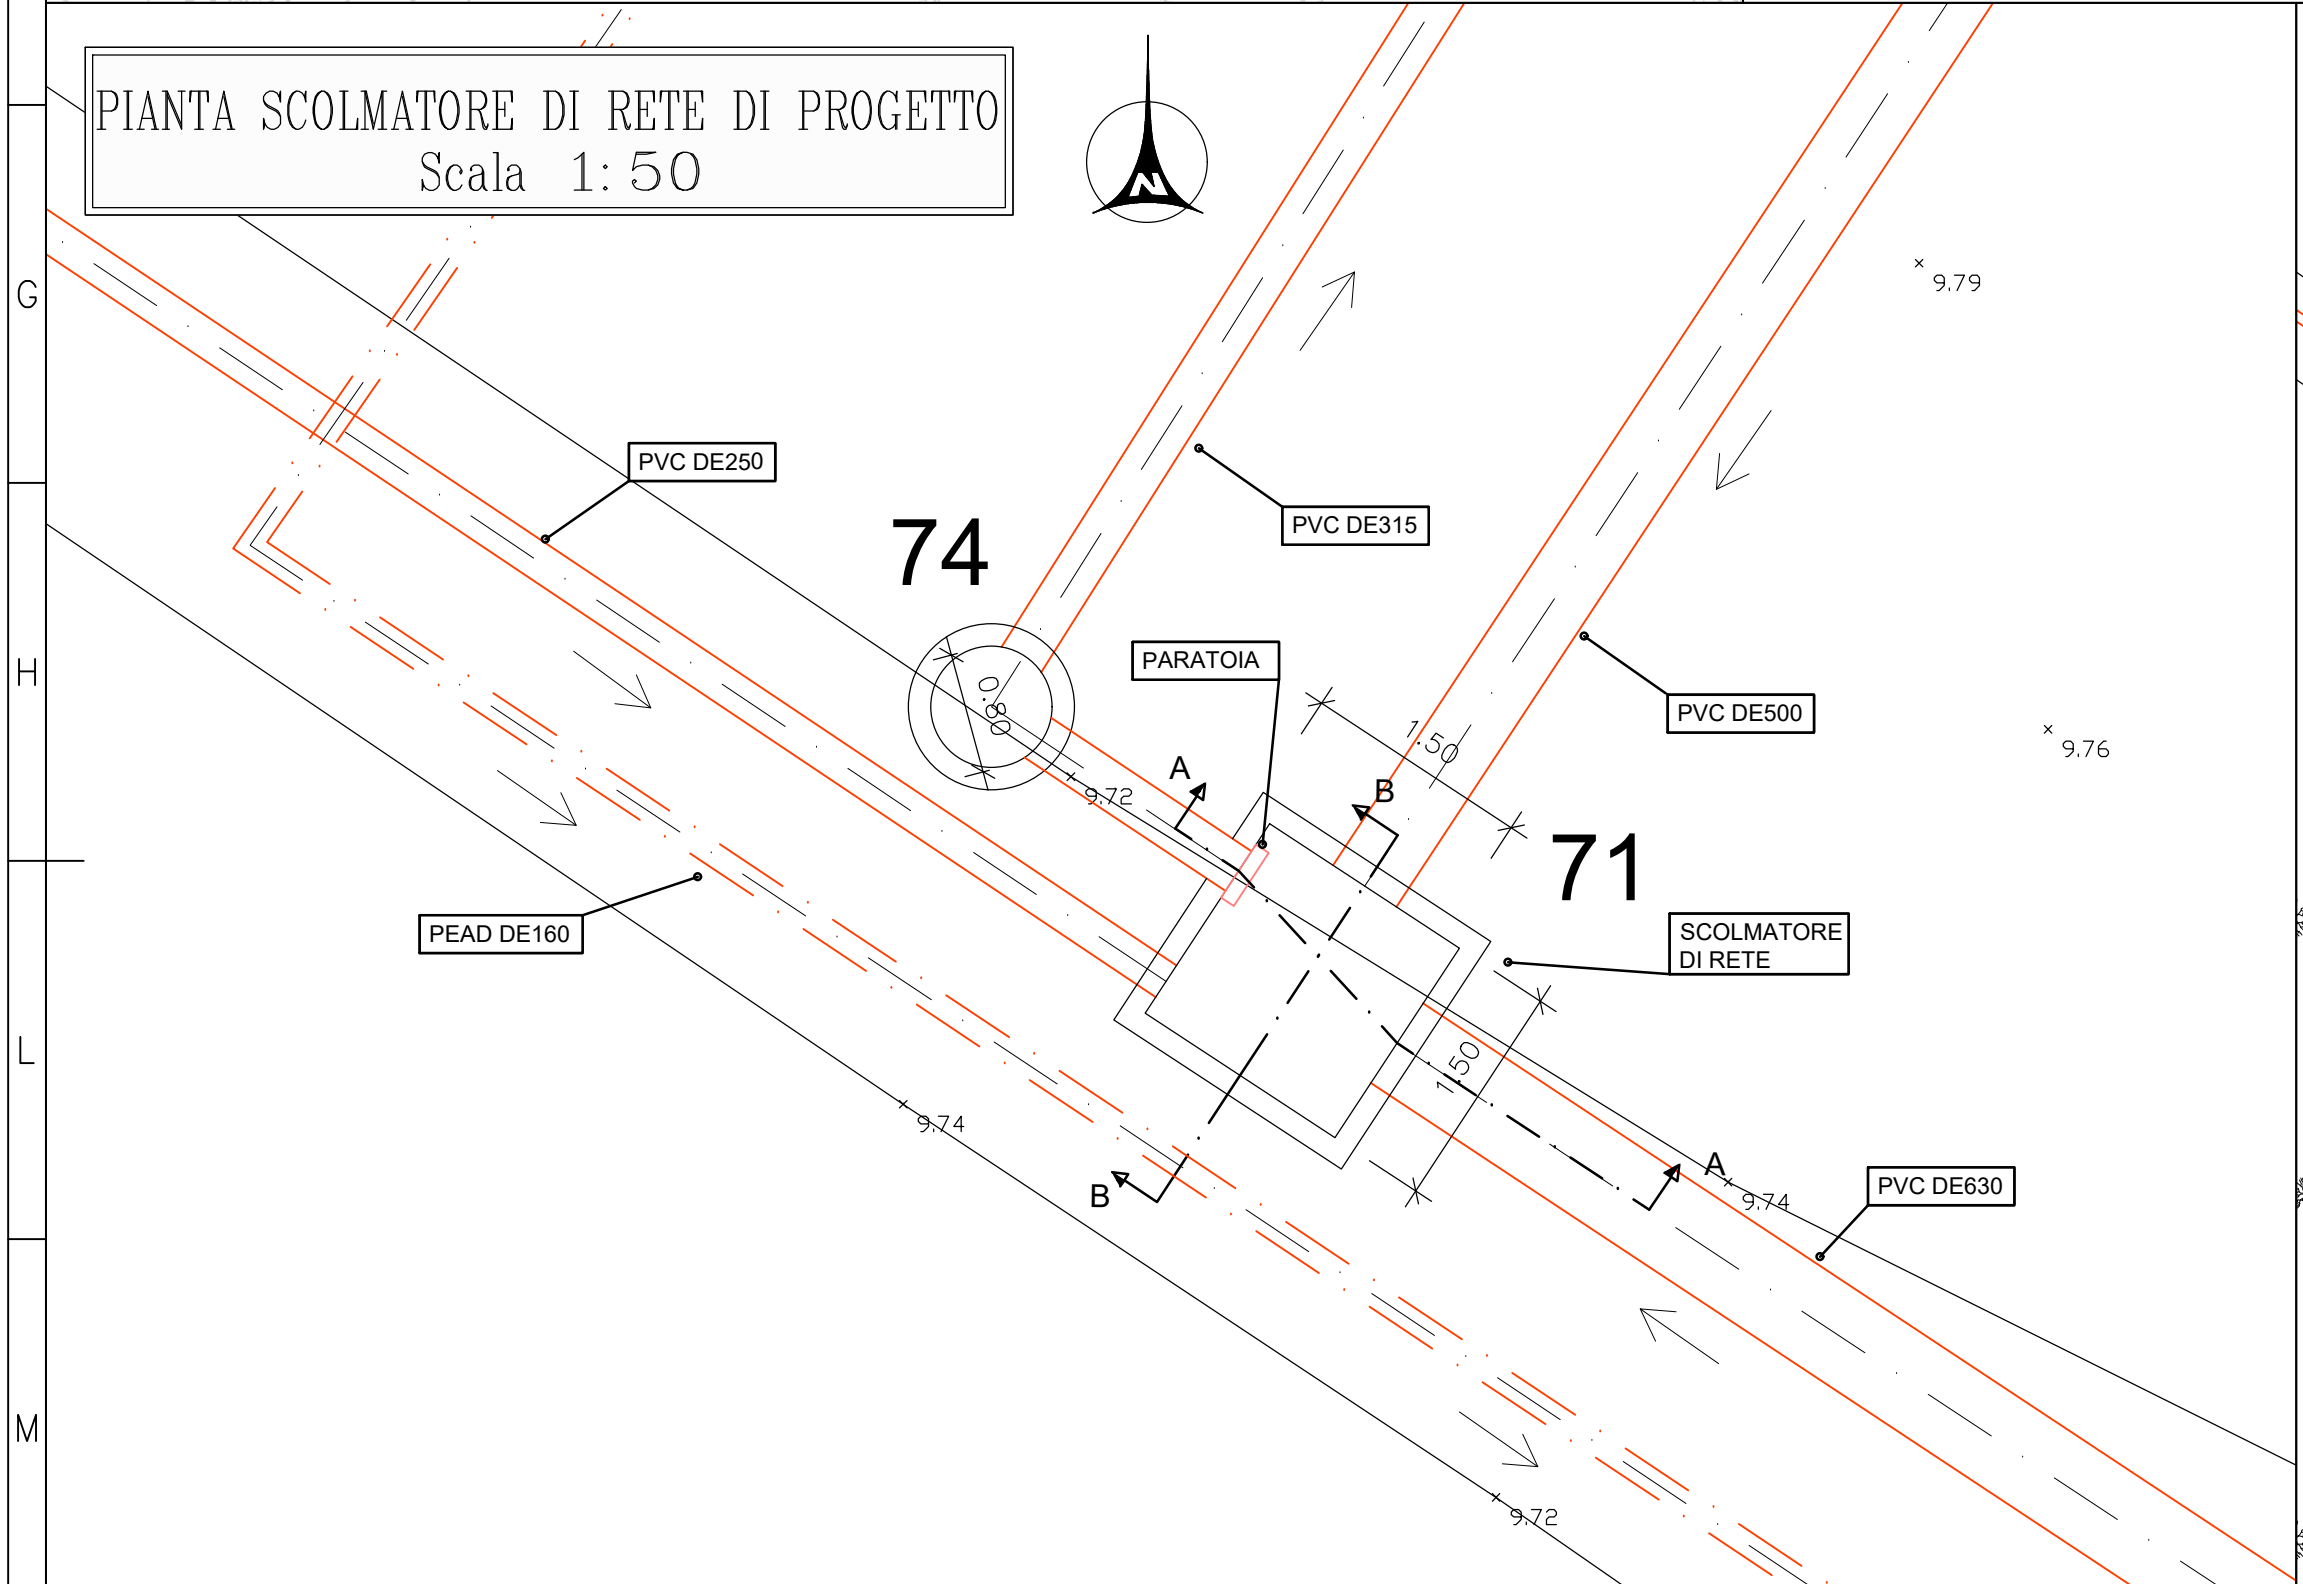 PIANTA SCOLMATORE DI RETE DI PROGETTO
Scala 1:50
N
G
9.79
PVC DE250
PVC DE315
74
H
PARATOIA
0.80
PVC DE500
1.50
9.76
A
B
9.72
71
PEAD DE160
SCOLMATORE
DI RETE
L
1.50
9.74
A
B
9.74
PVC DE630
M
9.72